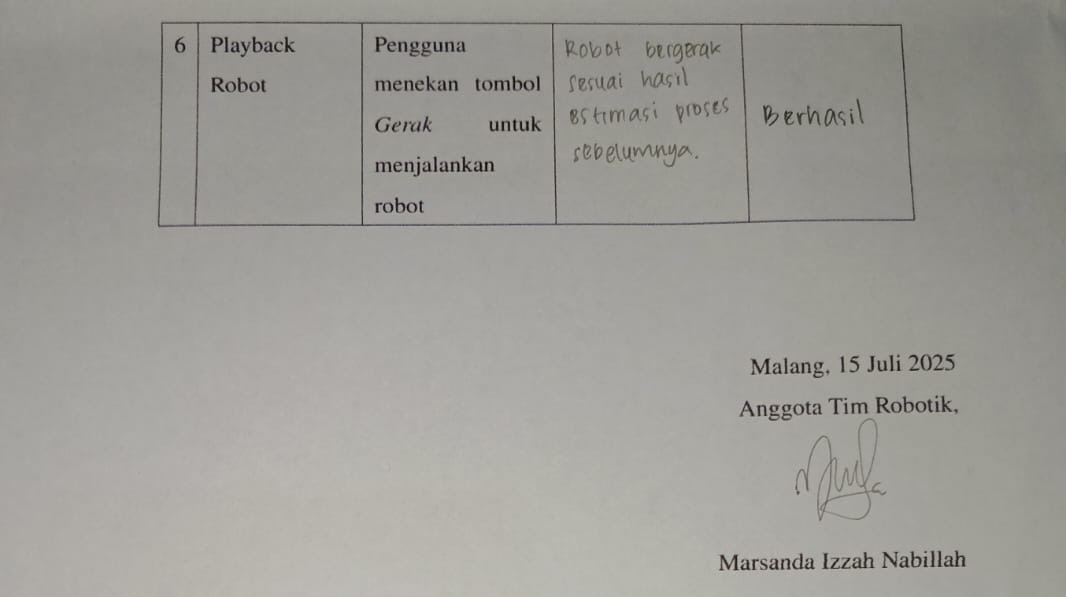 6
Playback
Robot
Pengguna
menekan tombol
Gerak untuk
menjalankan
robot
Robot bergerak
sesuai hasil
estimasi proses
sebelumnya.
Berhasil
Malang, 15 Juli 2025
Anggota Tim Robotik,
Marsanda Izzah Nabillah